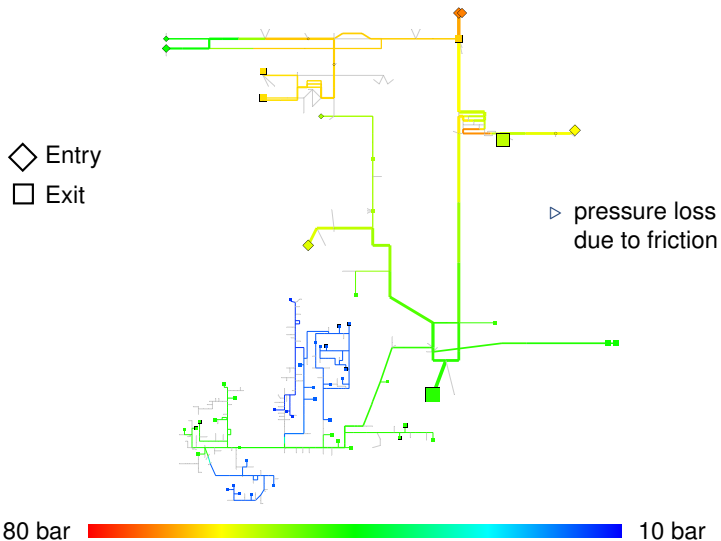 Entry
Exit
pressure loss
due to friction
80 bar
10 bar